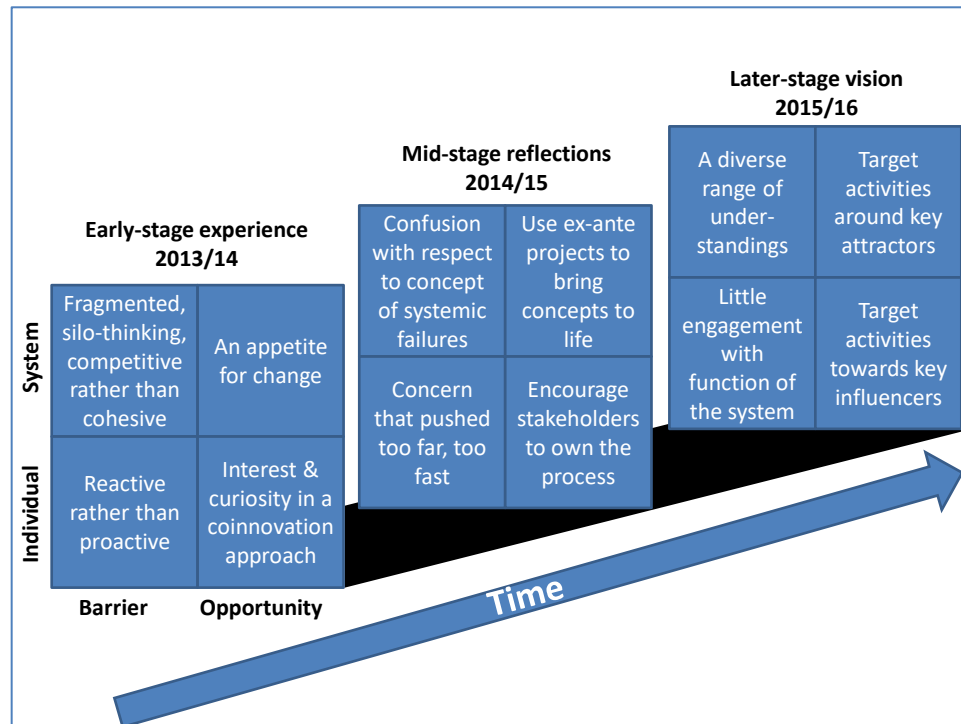 Later-stage vision
2015/16
A diverse
range of
under-
standings
Target
activities
around key
attractors
Little
engagement
with
function of
the system
Target
activities
towards key
influencers
Mid-stage reflections
2014/15
Confusion
with respect
to concept
of systemic
failures
Use ex-ante
projects to
bring
concepts to
life
Concern
that pushed
too far, too
fast
Encourage
stakeholders
to own the
process
Early-stage experience
2013/14
System
Fragmented,
silo-thinking,
competitive
rather than
cohesive
An appetite
for change
Individual
Reactive
rather than
proactive
Interest &
curiosity in a
coinnovation
approach
Barrier
Opportunity
Time